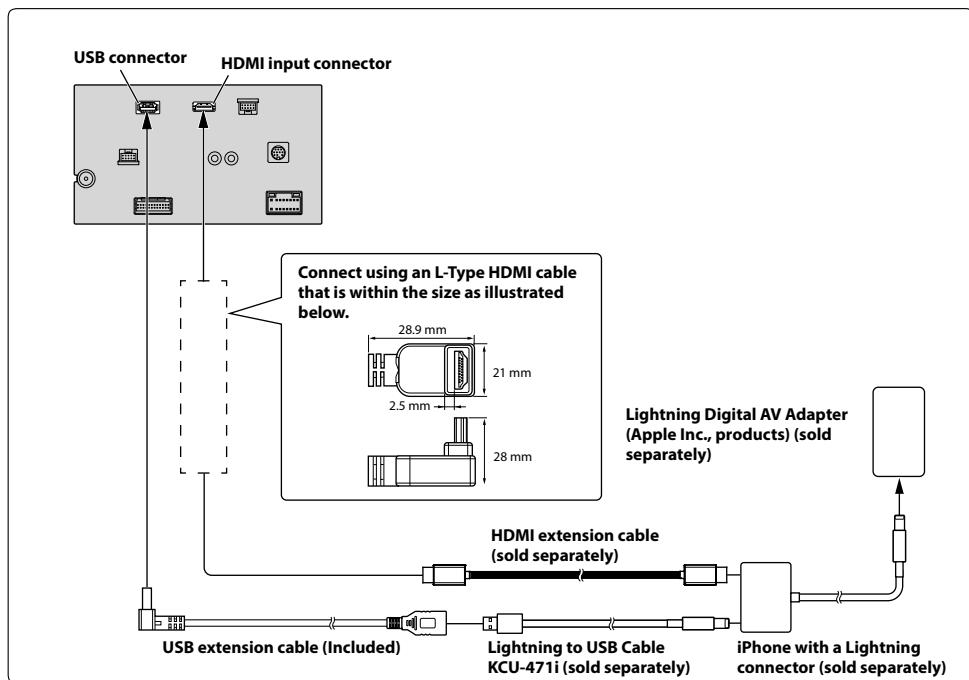 USB connector
HDMI input connector
Connect using an L-Type HDMI cable
that is within the size as illustrated
below.
28.9 mm
21 mm
2.5 mm
28 mm
Lightning Digital AV Adapter
(Apple Inc., products) (sold
separately)
HDMI extension cable
(sold separately)
USB extension cable (Included)
Lightning to USB Cable
KCU-471i (sold separately)
iPhone with a Lightning
connector (sold separately)